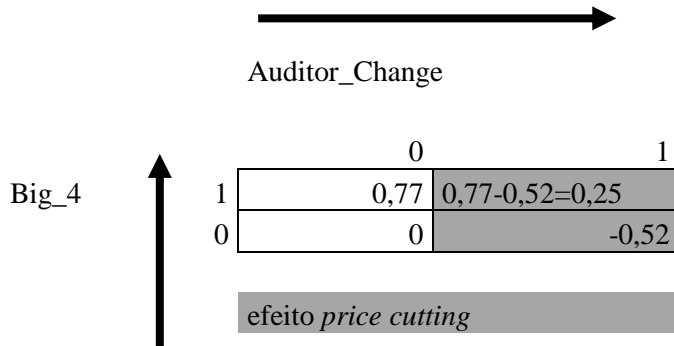 Auditor_Change
0 1
Big_4 1 0,77 0,77-0,52=0,25
0 0 -0,52
efeito price cutting